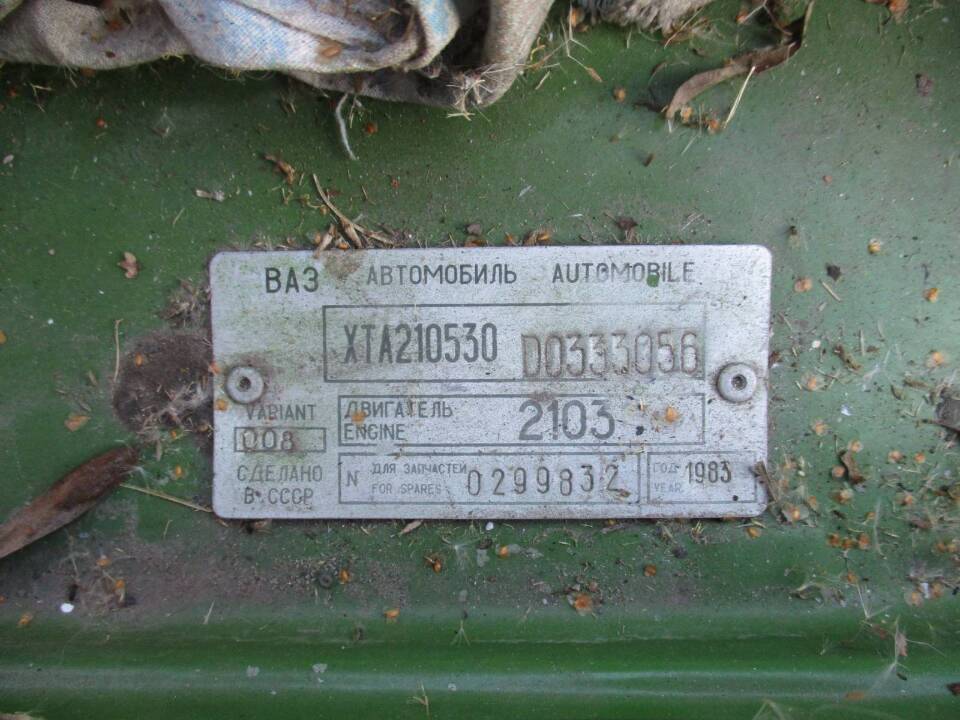 ВАЗ АВТОМОБИЛЬ AUTOMOBILE
XTA210530 D0333056
VARIANT
008
СДЕЛАНО
В СССР
ДВИГАТЕЛЬ
ENGINE
2103
N ДЛЯ ЗАПЧАСТЕЙ
FOR SPARES
0299832
ГОД
YEAR
1983